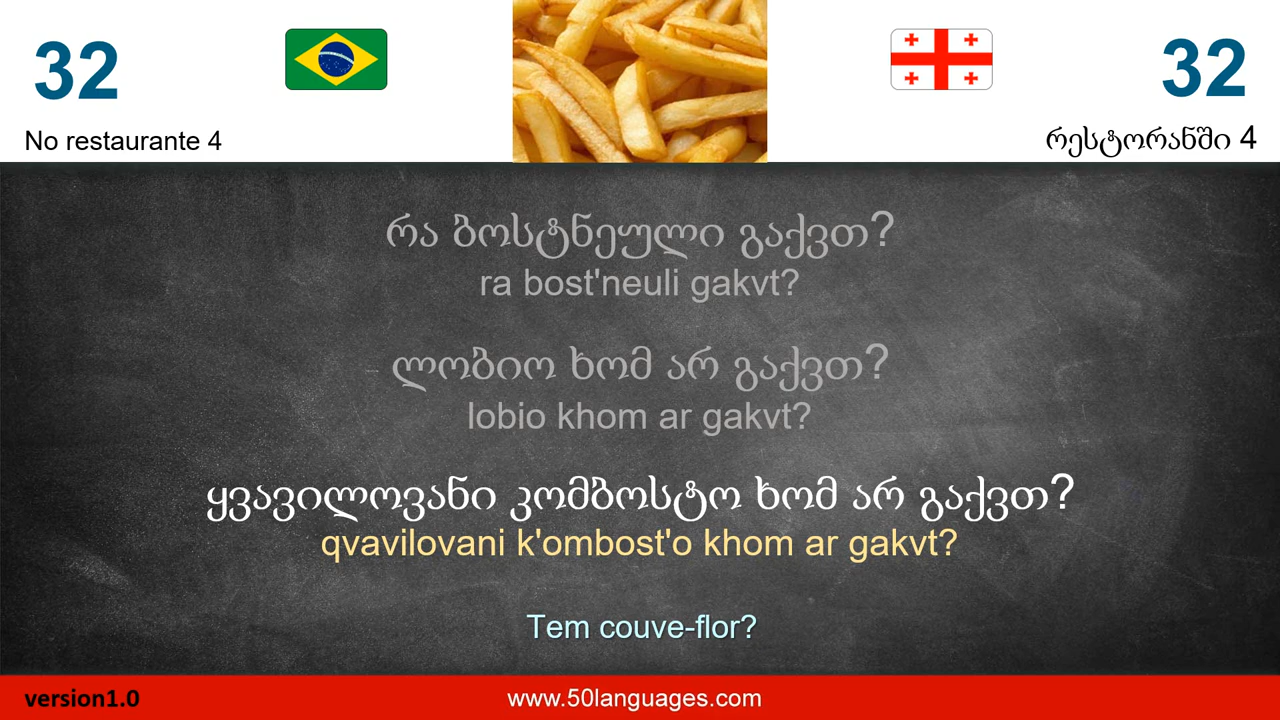 32
32
No restaurante 4
რესტორანში 4
რა ბოსტნეული გაქვთ?
ra bost'neuli gakvt?
ლობიო ხომ არ გაქვთ?
lobio khom ar gakvt?
ყვავილოვანი კომბოსტო ხომ არ გაქვთ?
qvavilovani k'ombost'o khom ar gakvt?
Tem couve-flor?
version1.0
www.50languages.com